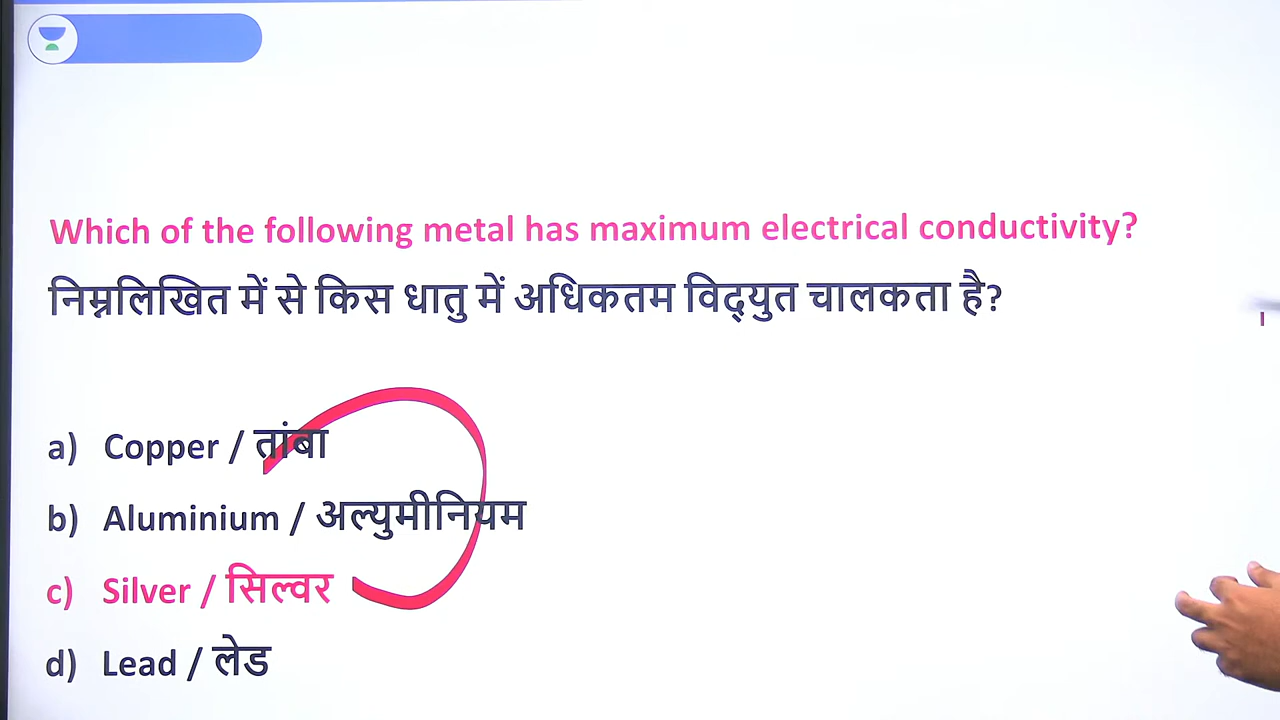 Which of the following metal has maximum electrical conductivity?
निम्नलिखित में से किस धातु में अधिकतम विद्युत चालकता है?
a) Copper / तांबा
b) Aluminium / अल्युमीनियम
c) Silver / सिल्वर
d) Lead / लेड